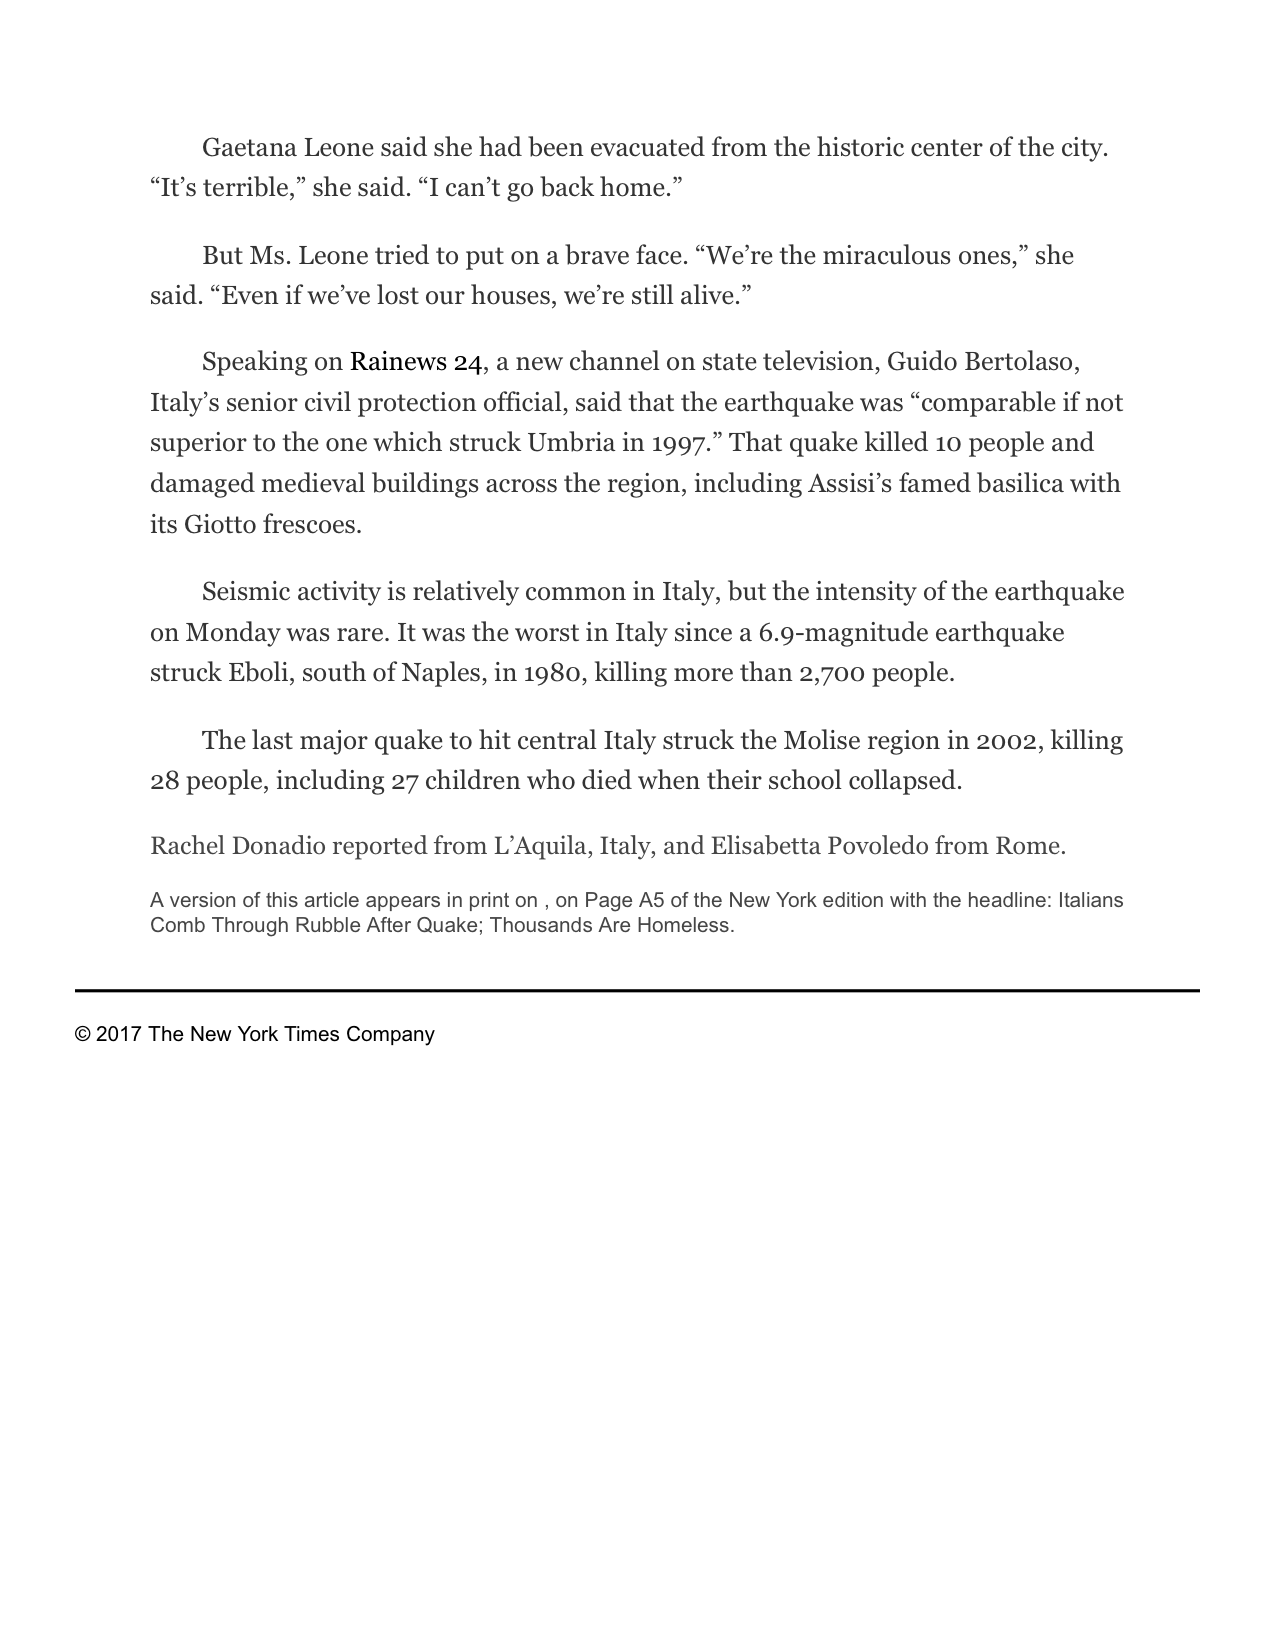 Gaetana Leone said she had been evacuated from the historic center of the city.
“It’s terrible,” she said. “I can’t go back home.”
But Ms. Leone tried to put on a brave face. “We’re the miraculous ones,” she
said. “Even if we’ve lost our houses, we’re still alive.”
Speaking on Rainews 24, a new channel on state television, Guido Bertolaso,
Italy’s senior civil protection official, said that the earthquake was “comparable if not
superior to the one which struck Umbria in 1997.” That quake killed 10 people and
damaged medieval buildings across the region, including Assisi’s famed basilica with
its Giotto frescoes.
Seismic activity is relatively common in Italy, but the intensity of the earthquake
on Monday was rare. It was the worst in Italy since a 6.9-magnitude earthquake
struck Eboli, south of Naples, in 1980, killing more than 2,700 people.
The last major quake to hit central Italy struck the Molise region in 2002, killing
28 people, including 27 children who died when their school collapsed.
Rachel Donadio reported from L’Aquila, Italy, and Elisabetta Povoledo from Rome.
A version of this article appears in print on , on Page A5 of the New York edition with the headline: Italians
Comb Through Rubble After Quake; Thousands Are Homeless.
© 2017 The New York Times Company